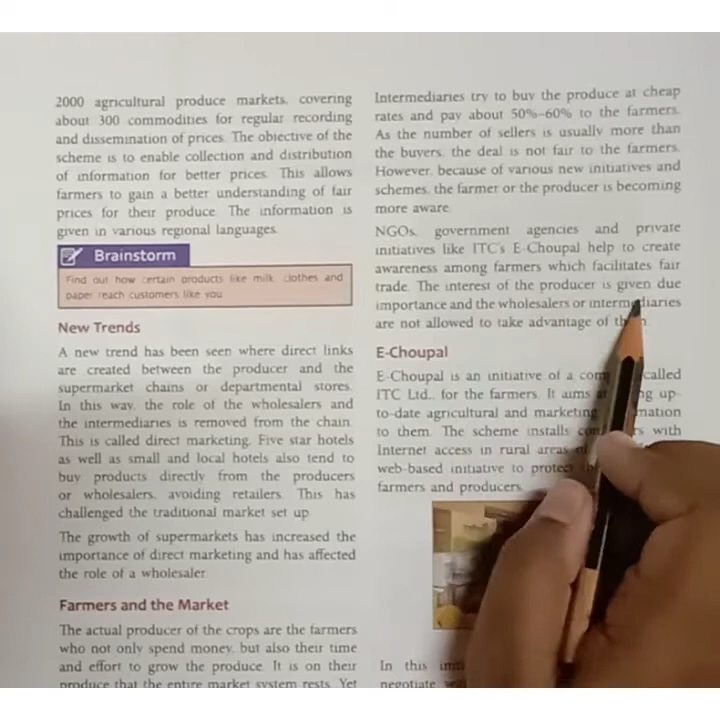 2000 agricultural produce markets, covering
about 300 commodities for regular recording
and dissemination of prices. The objective of the
scheme is to enable collection and distribution
of information for better prices. This allows
farmers to gain a better understanding of fair
prices for their produce. The information is
given in various regional languages.
Brainstorm
Find out how certain products like milk, clothes and
paper reach customers like you.
New Trends
A new trend has been seen where direct links
are created between the producer and the
supermarket chains or departmental stores.
In this way, the role of the wholesalers and
the intermediaries is removed from the chain.
This is called direct marketing. Five star hotels
as well as small and local hotels also tend to
buy products directly from the producers
or wholesalers, avoiding retailers. This has
challenged the traditional market set up.
The growth of supermarkets has increased the
importance of direct marketing and has affected
the role of a wholesaler.
Farmers and the Market
The actual producer of the crops are the farmers
who not only spend money, but also their time
and effort to grow the produce. It is on their
produce that the entire market system rests. Yet
Intermediaries try to buy the produce at cheap
rates and pay about 50%–60% to the farmers.
As the number of sellers is usually more than
the buyers, the deal is not fair to the farmers.
However, because of various new initiatives and
schemes, the farmer or the producer is becoming
more aware.
NGOs, government agencies and private
initiatives like ITC's E-Choupal help to create
awareness among farmers which facilitates fair
trade. The interest of the producer is given due
importance and the wholesalers or intermediaries
are not allowed to take advantage of
E-Choupal
E-Choupal is an initiative of a called
ITC Ltd., for the farmers. It aims up-
to-date agricultural and marketing
to them. The scheme installs with
Internet access in rural areas
web-based initiative to protect
farmers and producers.
In this
negotiate